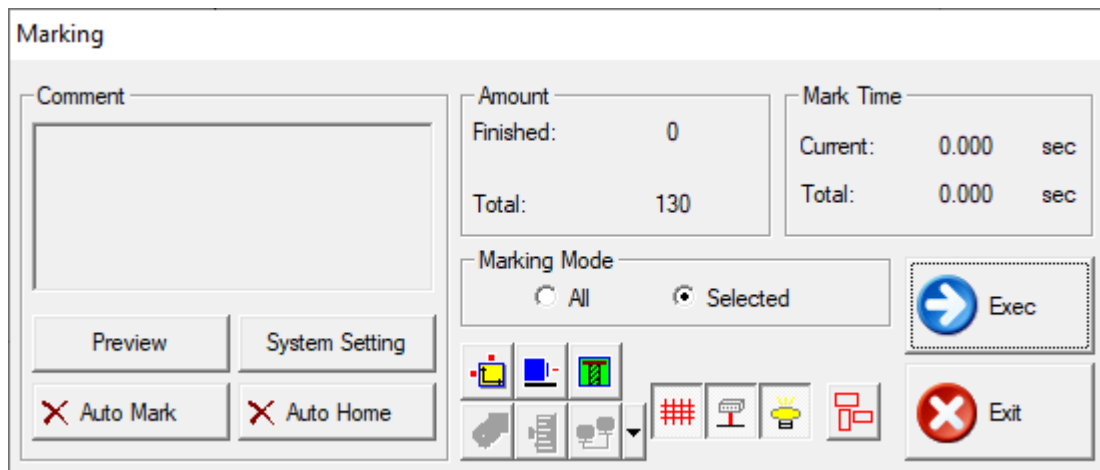 Marking
Comment
Preview
System Setting
Auto Mark
Auto Home
Amount
Finished: 0
Total: 130
Mark Time
Current: 0.000 sec
Total: 0.000 sec
Marking Mode
All
Selected
Exec
Exit